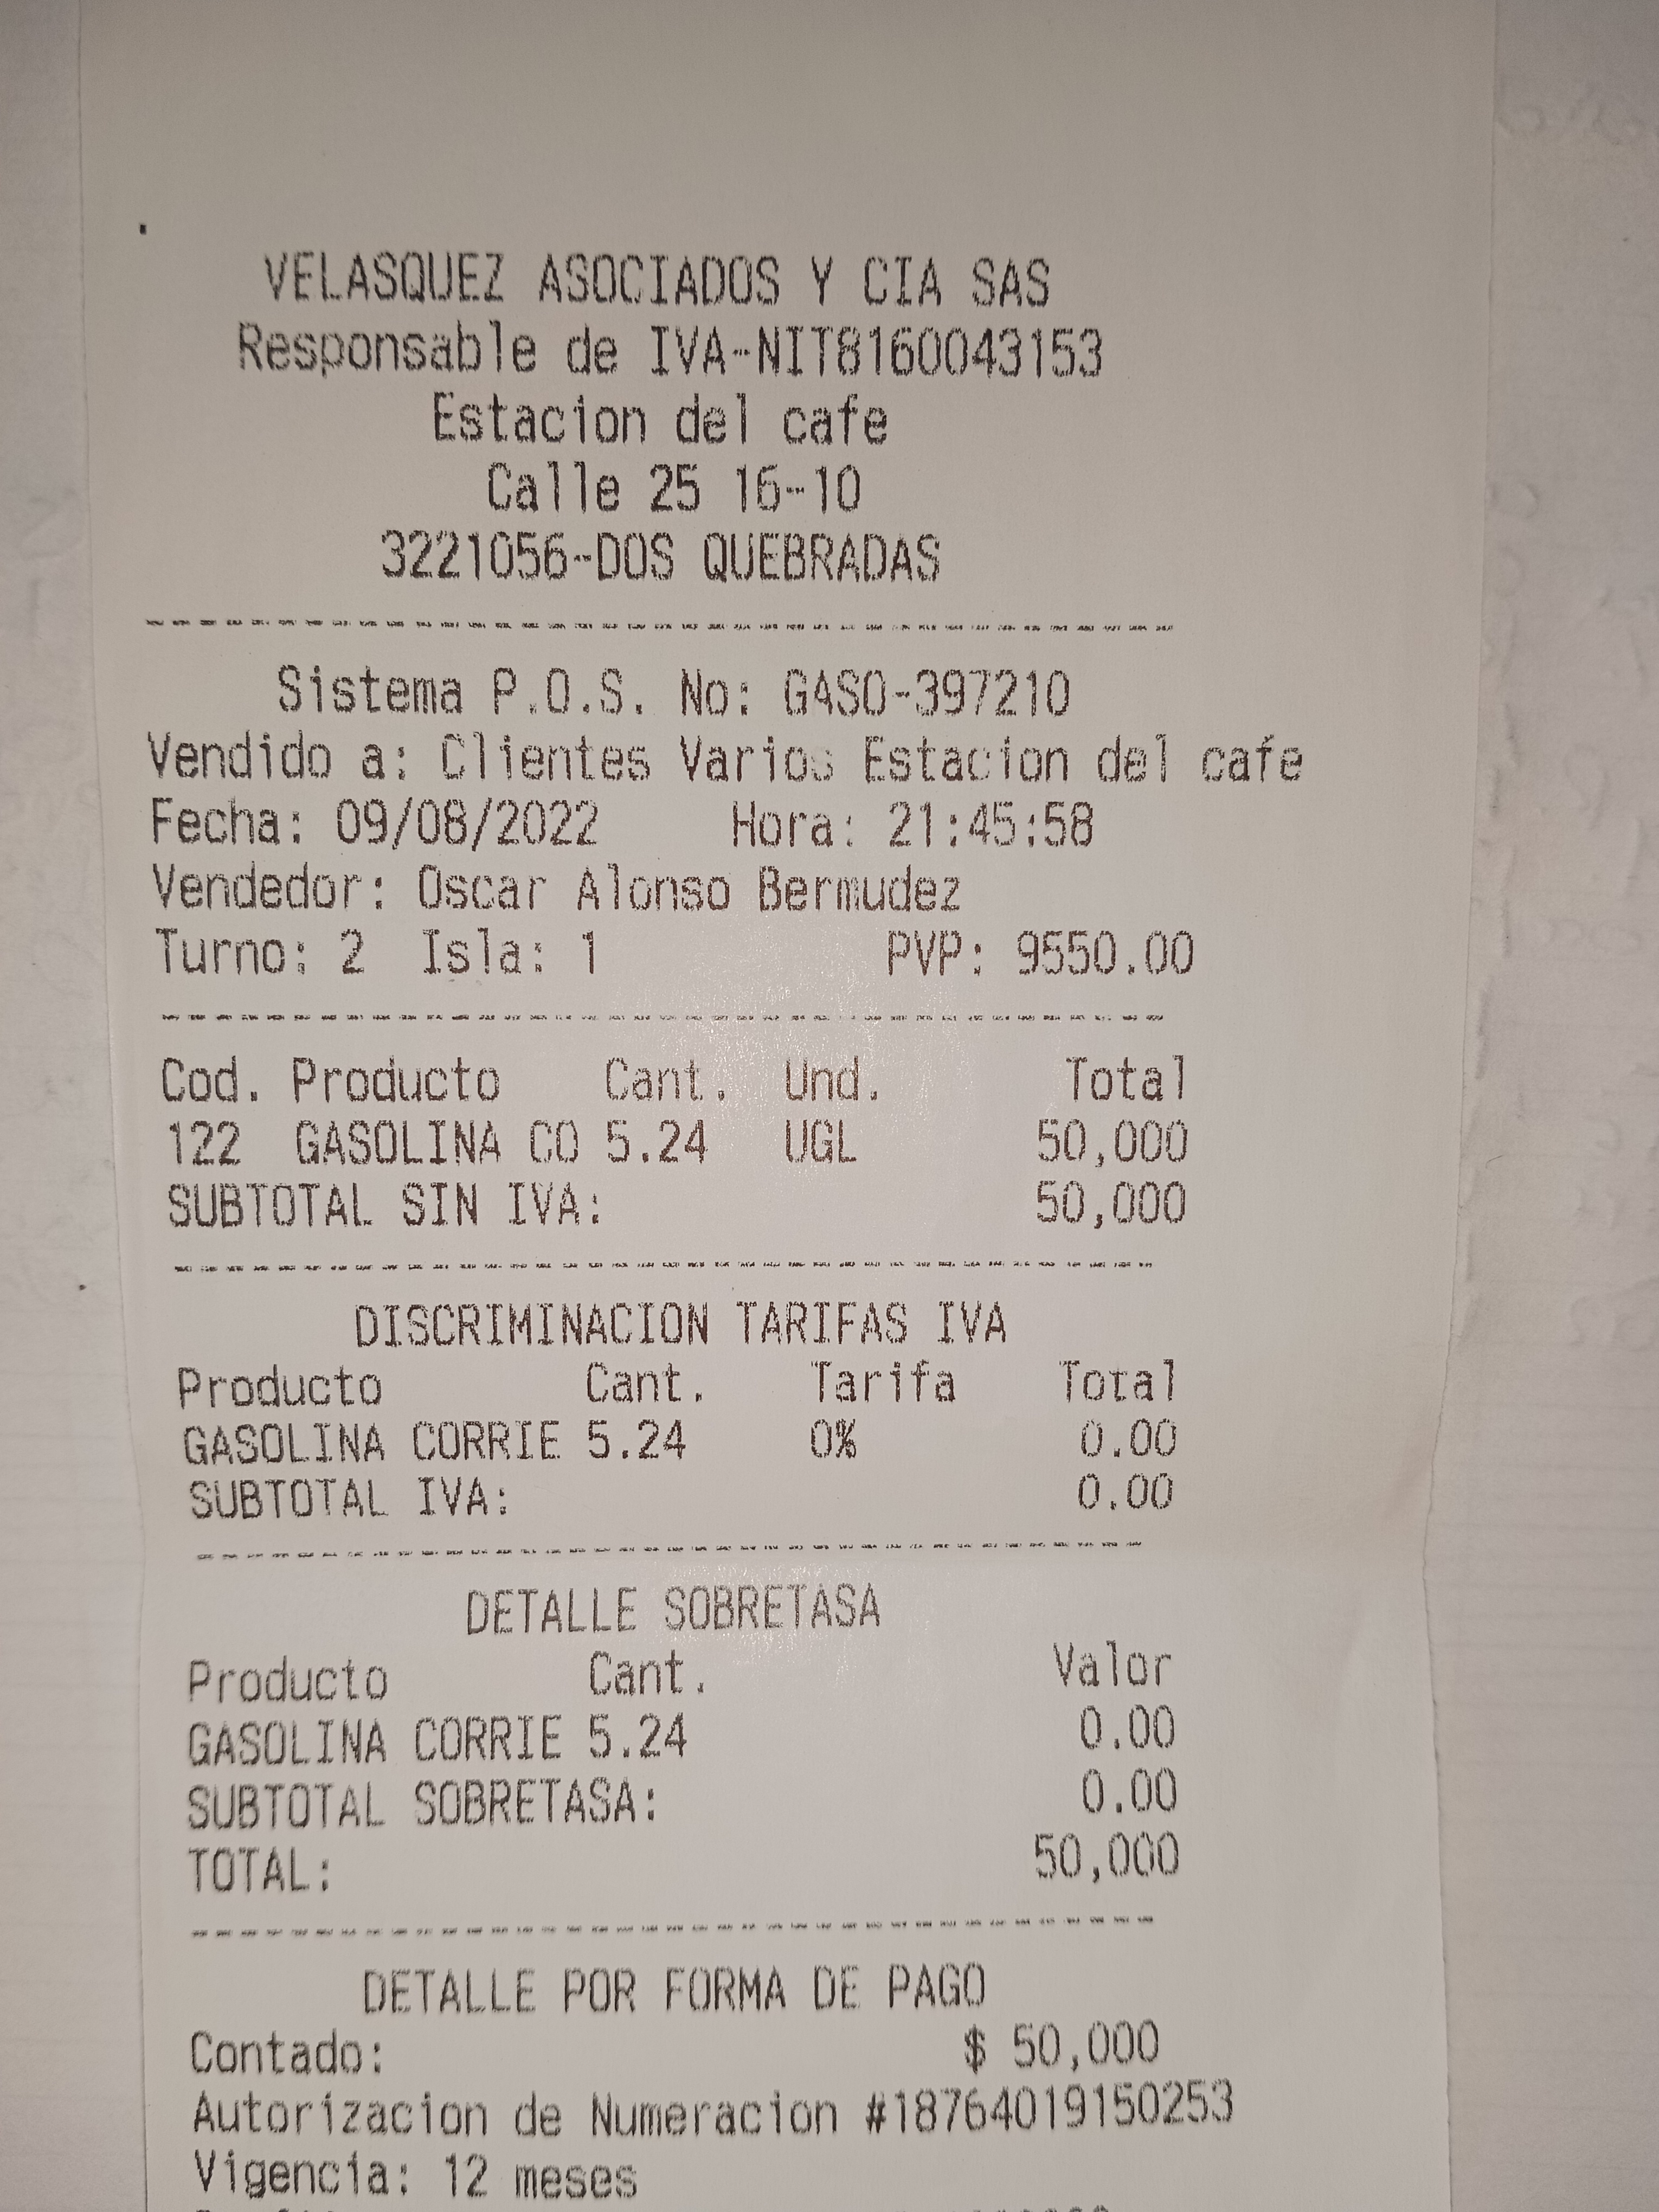 VELASQUEZ ASOCIADOS Y CIA SAS
Responsable de IVA-NIT8160043153
Estacion del cafe
Calle 25 16-10
3221056-DOS QUEBRADAS
Sistema P.O.S. No: GASO-397210
Vendido a: Clientes Varios Estacion del cafe
Fecha: 09/08/2022 Hora: 21:45:58
Vendedor: Oscar Alonso Bermudez
Turno: 2 Isla: 1 PVP: 9550.00
Cod. Producto Cant. Und. Total
122 GASOLINA CO 5.24 UGL 50,000
SUBTOTAL SIN IVA: 50,000
DISCRIMINACION TARIFAS IVA
Producto Cant. Tarifa Total
GASOLINA CORRIE 5.24 0% 0.00
SUBTOTAL IVA: 0.00
DETALLE SOBRETASA
Producto Cant. Valor
GASOLINA CORRIE 5.24 0.00
SUBTOTAL SOBRETASA: 0.00
TOTAL: 50,000
DETALLE POR FORMA DE PAGO
Contado: $ 50,000
Autorizacion de Numeracion #18764019150253
Vigencia: 12 meses